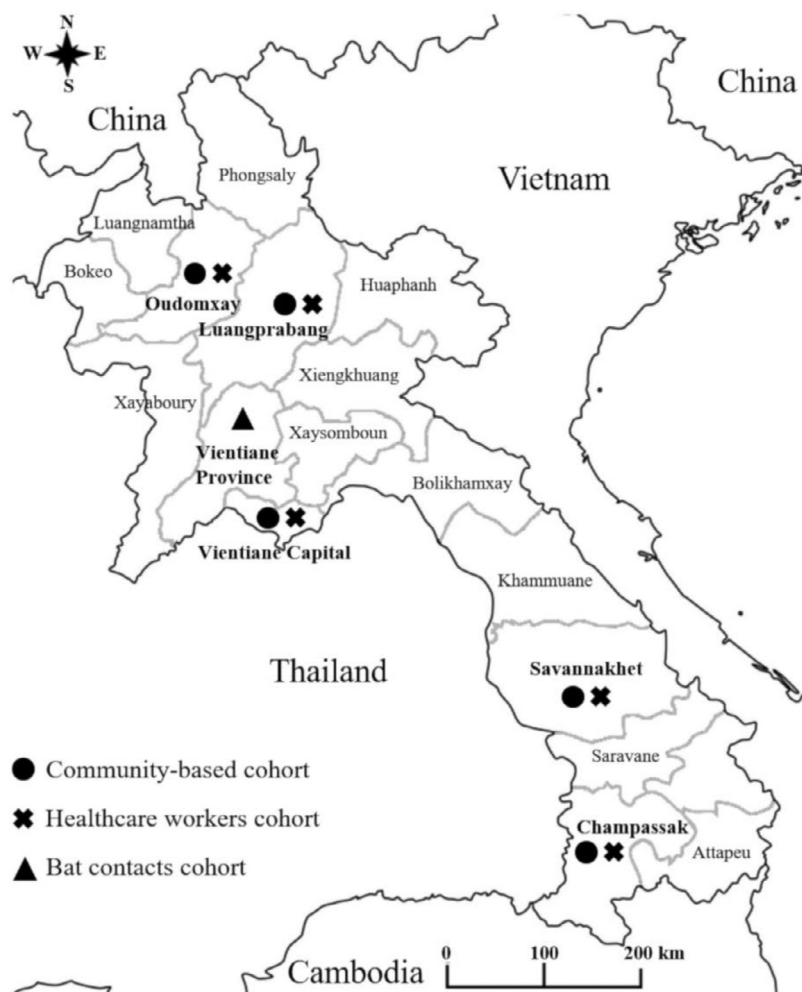 N
W E
S
China
China
Phongsaly
Vietnam
Luangnamtha
Bokeo
Oudomxay
Luangprabang
Huaphanh
Xiengkhuang
Xayaboury
Xaysomboun
Vientiane
Province
Bolikhamxay
Vientiane Capital
Khammuane
Thailand
Savannakhet
Saravane
Community-based cohort
Healthcare workers cohort
Bat contacts cohort
Champassak
Attapeu
0 100 200 km
Cambodia